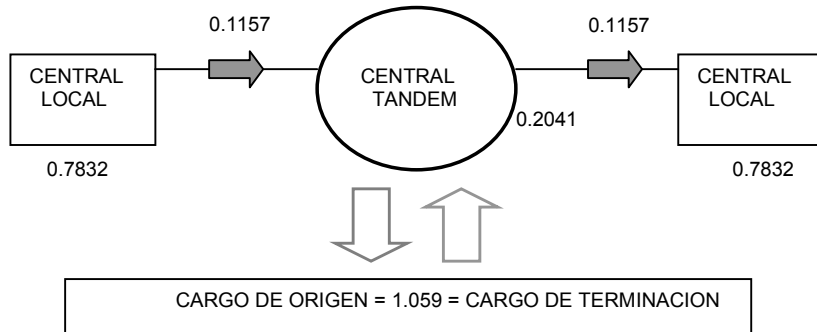 0.1157
0.1157
CENTRAL
LOCAL
CENTRAL
TANDEM
CENTRAL
LOCAL
0.2041
0.7832
0.7832
CARGO DE ORIGEN = 1.059 = CARGO DE TERMINACION